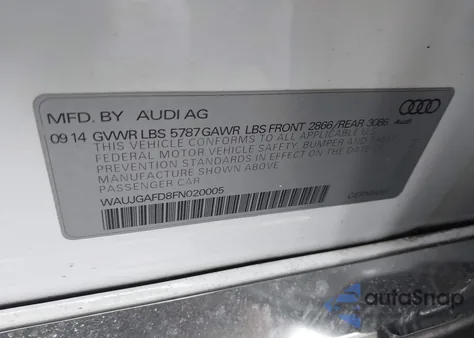 MFD. BY AUDI AG
09 14 GVWR LBS 5787 GAWR LBS FRONT 2866/REAR 3086
Audi
THIS VEHICLE CONFORMS TO ALL APPLICABLE U.S.
FEDERAL MOTOR VEHICLE SAFETY, BUMPER AND THEFT
PREVENTION STANDARDS IN EFFECT ON THE DATE OF
MANUFACTURE SHOWN ABOVE.
PASSENGER CAR
WAUJGAFD8FN020005
autoSnap